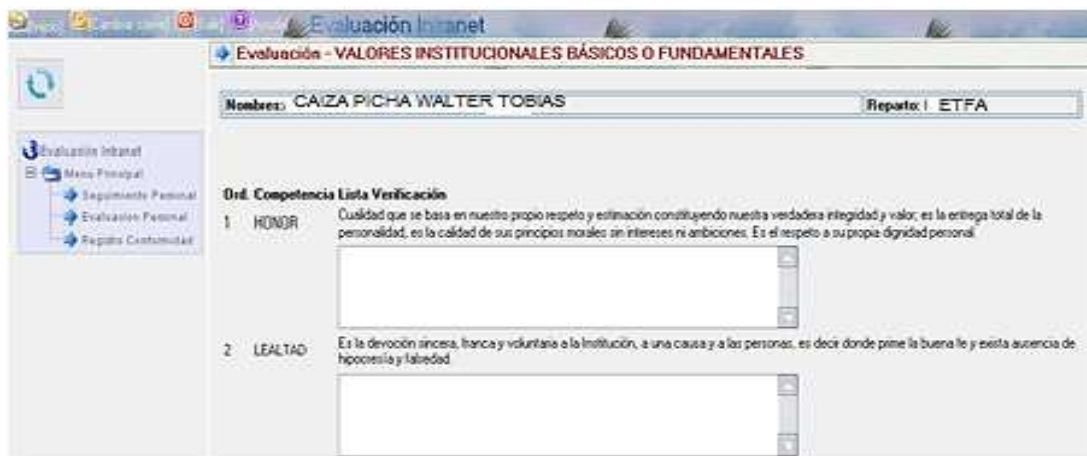 Evaluación Intranet
Evaluación - VALORES INSTITUCIONALES BÁSICOS O FUNDAMENTALES
Nombres: CAIZA PICHA WALTER TOBIAS
Reparto: ETFA
Evaluación Intranet
Menú Principal
Seguimiento Personal
Evaluación Personal
Registro Conformidad
Ord. Competencia Lista Verificación
1 HONOR Cualidad que se basa en nuestro propio respeto y estimación constituyendo nuestra verdadera integidad y valor, es la entrega total de la
personalidad, es la calidad de sus principios morales sin intereses ni ambiciones. Es el respeto a su propia dignidad personal
2 LEALTAD Es la devoción sincera, franca y voluntaria a la Institución, a una causa y a las personas, es decir donde prime la buena fe y exista ausencia de
hipocresía y falsedad